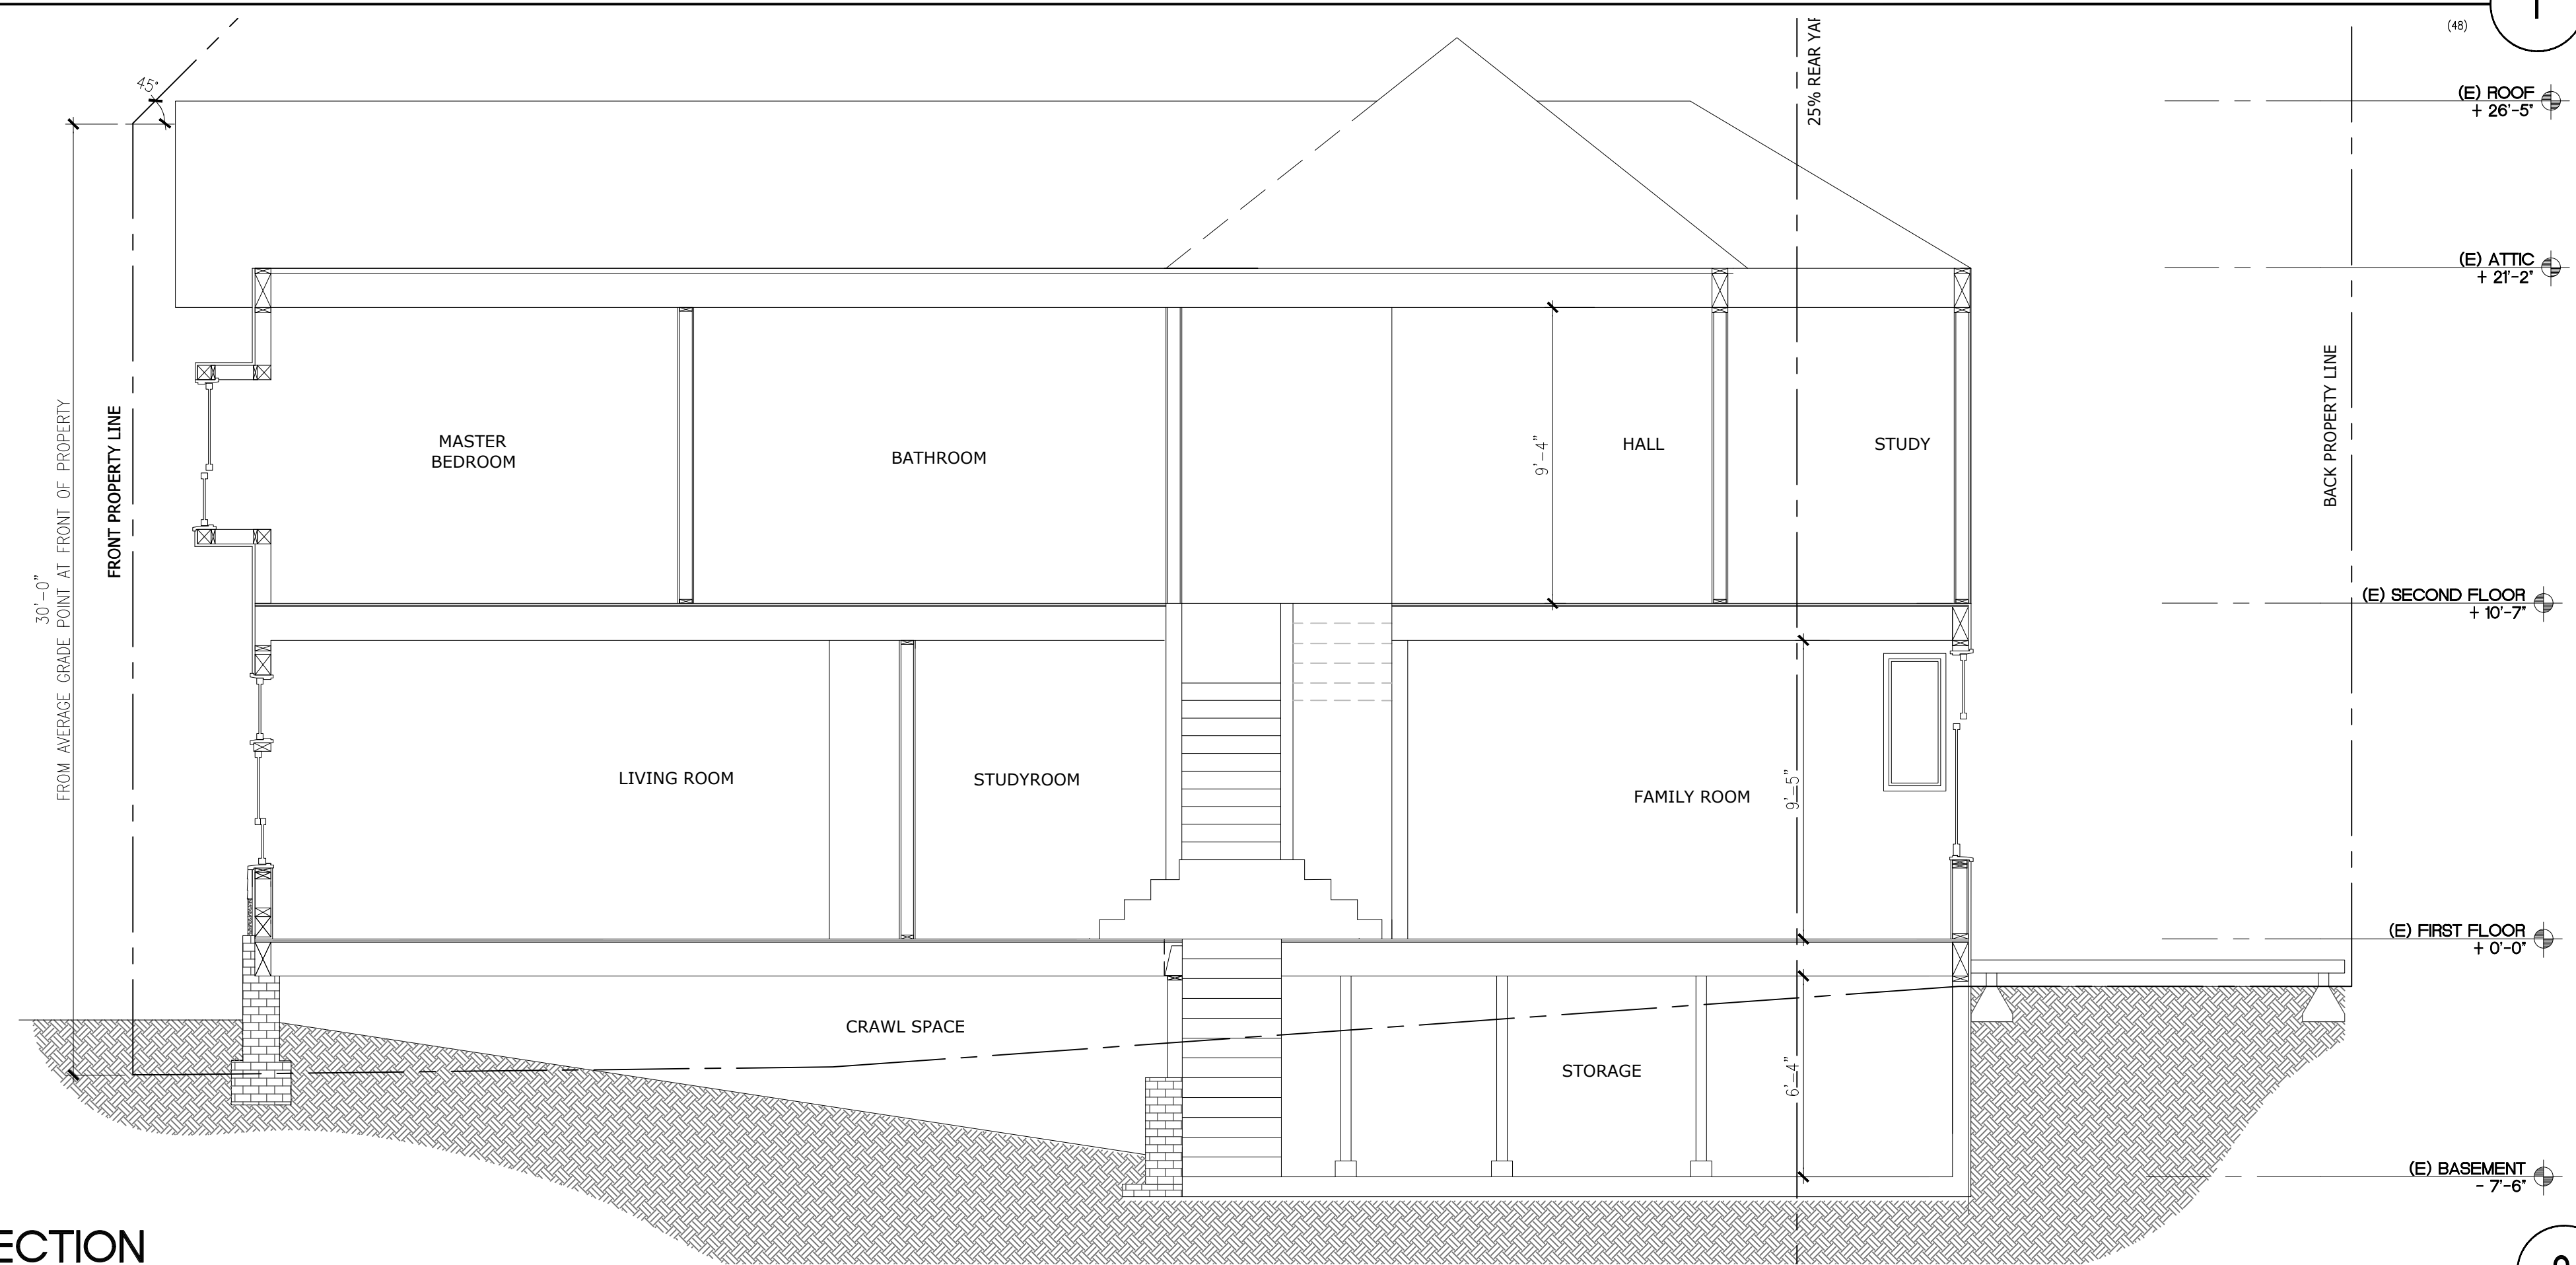 (48)
1
45°
25% REAR YAR
(E) ROOF
+ 26'-5"
(E) ATTIC
+ 21'-2"
30'-0"
FROM AVERAGE GRADE POINT AT FRONT OF PROPERTY
FRONT PROPERTY LINE
MASTER
BEDROOM
BATHROOM
9'-4"
HALL
STUDY
BACK PROPERTY LINE
(E) SECOND FLOOR
+ 10'-7"
LIVING ROOM
STUDYROOM
FAMILY ROOM
9'-5"
(E) FIRST FLOOR
+ 0'-0"
CRAWL SPACE
STORAGE
6'-4"
(E) BASEMENT
- 7'-6"
ECTION